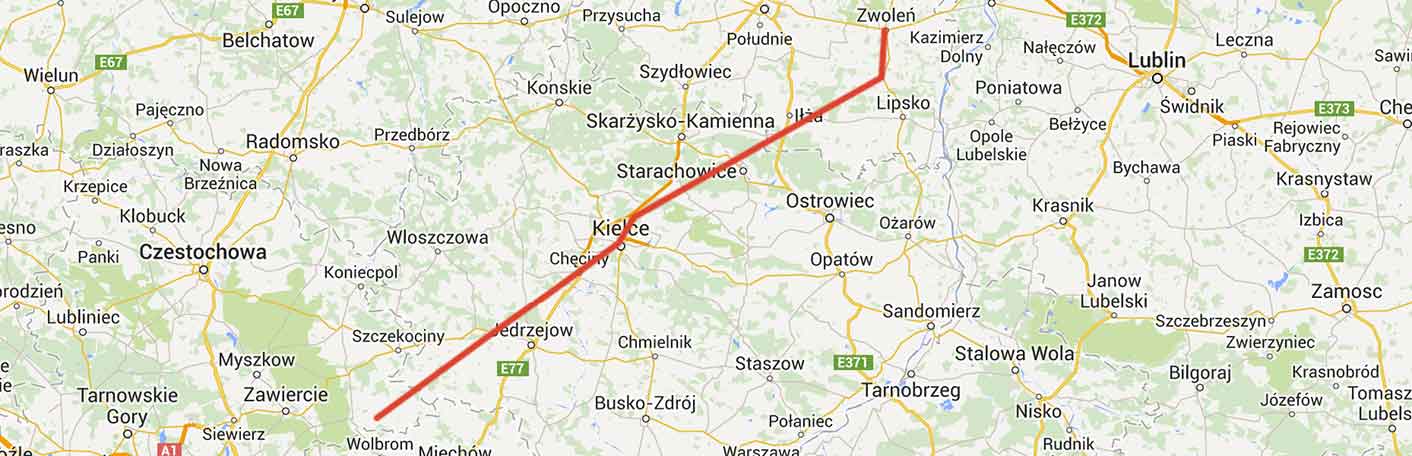 E67
Sulejow
Opoczno
Przysucha
Zwoleń
E372
Belchatow
Południe
Kazimierz
Dolny
Nałęczów
Leczna
Lublin
E67
Wielun
Szydłowiec
Konskie
Lipsko
Poniatowa
Świdnik
E373
Pajęczno
Skarżysko-Kamienna
Iłża
Bełżyce
Radomsko
Przedbórz
Opole
Lubelskie
Piaski
Rejowiec
Fabryczny
Działoszyn
Nowa
Brzeźnica
Starachowice
Bychawa
Krzepice
Krasnystaw
Kłobuck
Kielce
Ostrowiec
Krasnik
Izbica
Ożarów
Włoszczowa
Czestochowa
Panki
Chęciny
Opatów
E372
Koniecpol
Janow
Lubelski
Zamosc
Lubliniec
Sandomierz
Szczebrzeszyn
Szczekociny
Jedrzejow
Chmielnik
Zwierzyniec
Myszkow
Staszow
E371
Stalowa Wola
E77
Bilgoraj
Krasnobród
Tarnowskie
Gory
Zawiercie
Tarnobrzeg
Tomasz
Lubels
Busko-Zdrój
Nisko
Józefów
Siewierz
Połaniec
Wolbrom
A1
Miechów
Warszawa
Rudnik